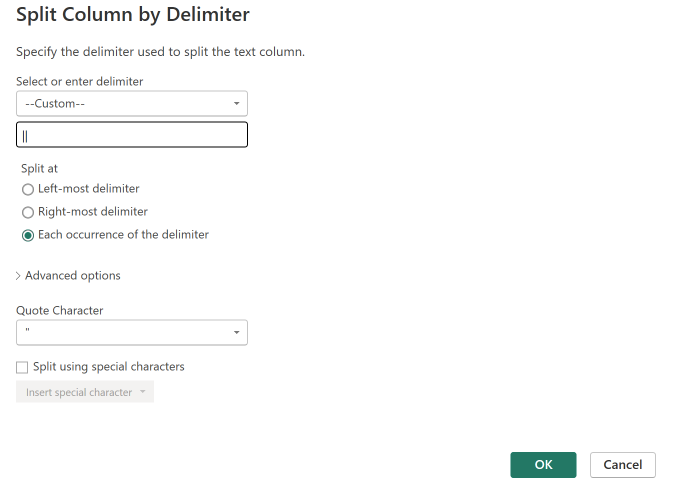 Split Column by Delimiter
Specify the delimiter used to split the text column.
Select or enter delimiter
--Custom--
||
Split at
Left-most delimiter
Right-most delimiter
Each occurrence of the delimiter
Advanced options
Quote Character
"
Split using special characters
Insert special character
OK Cancel